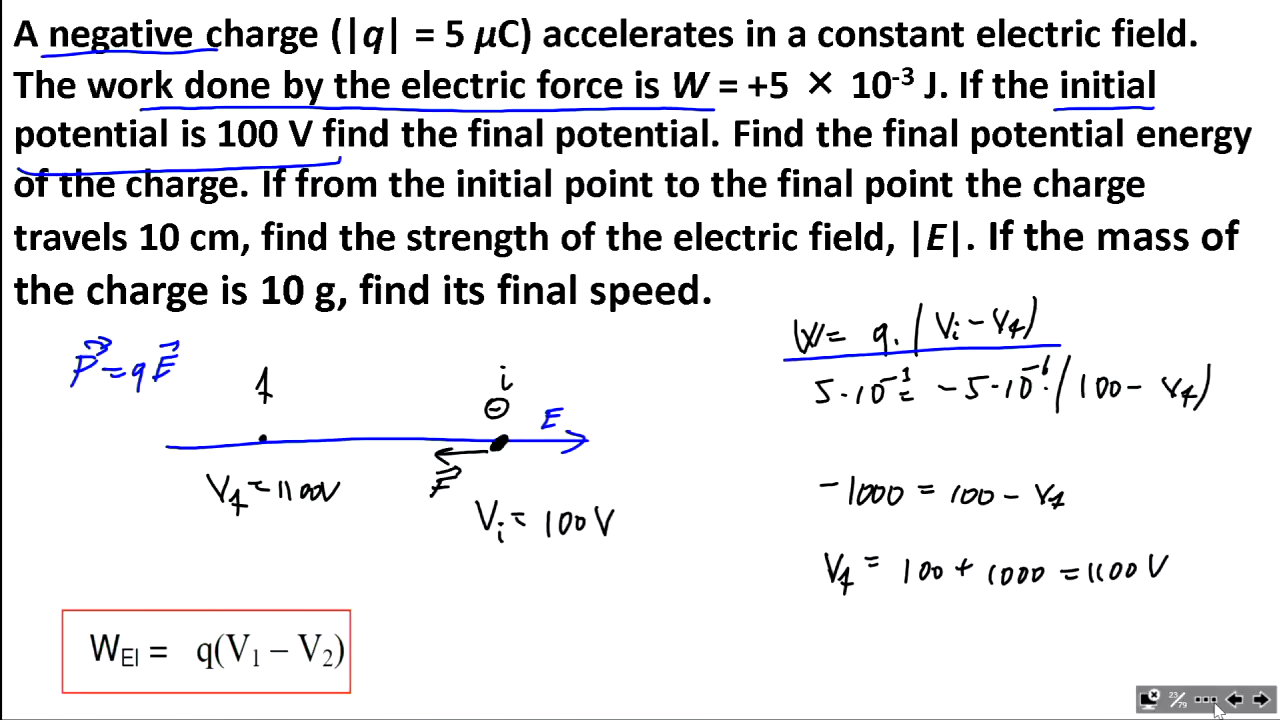 A negative charge (|q| = 5 μC) accelerates in a constant electric field.
The work done by the electric force is W = +5 × 10⁻³ J. If the initial
potential is 100 V find the final potential. Find the final potential energy
of the charge. If from the initial point to the final point the charge
travels 10 cm, find the strength of the electric field, |E|. If the mass of
the charge is 10 g, find its final speed.
W = q · (Vi − Vf)
F⃗ = q E⃗
f
i
5·10⁻³ = −5·10⁻⁶·(100 − Vf)
E
F⃗
Vf = 1100V
Vi = 100V
−1000 = 100 − Vf
Vf = 100 + 1000 = 1100 V
W_El = q(V₁ − V₂)
23/79